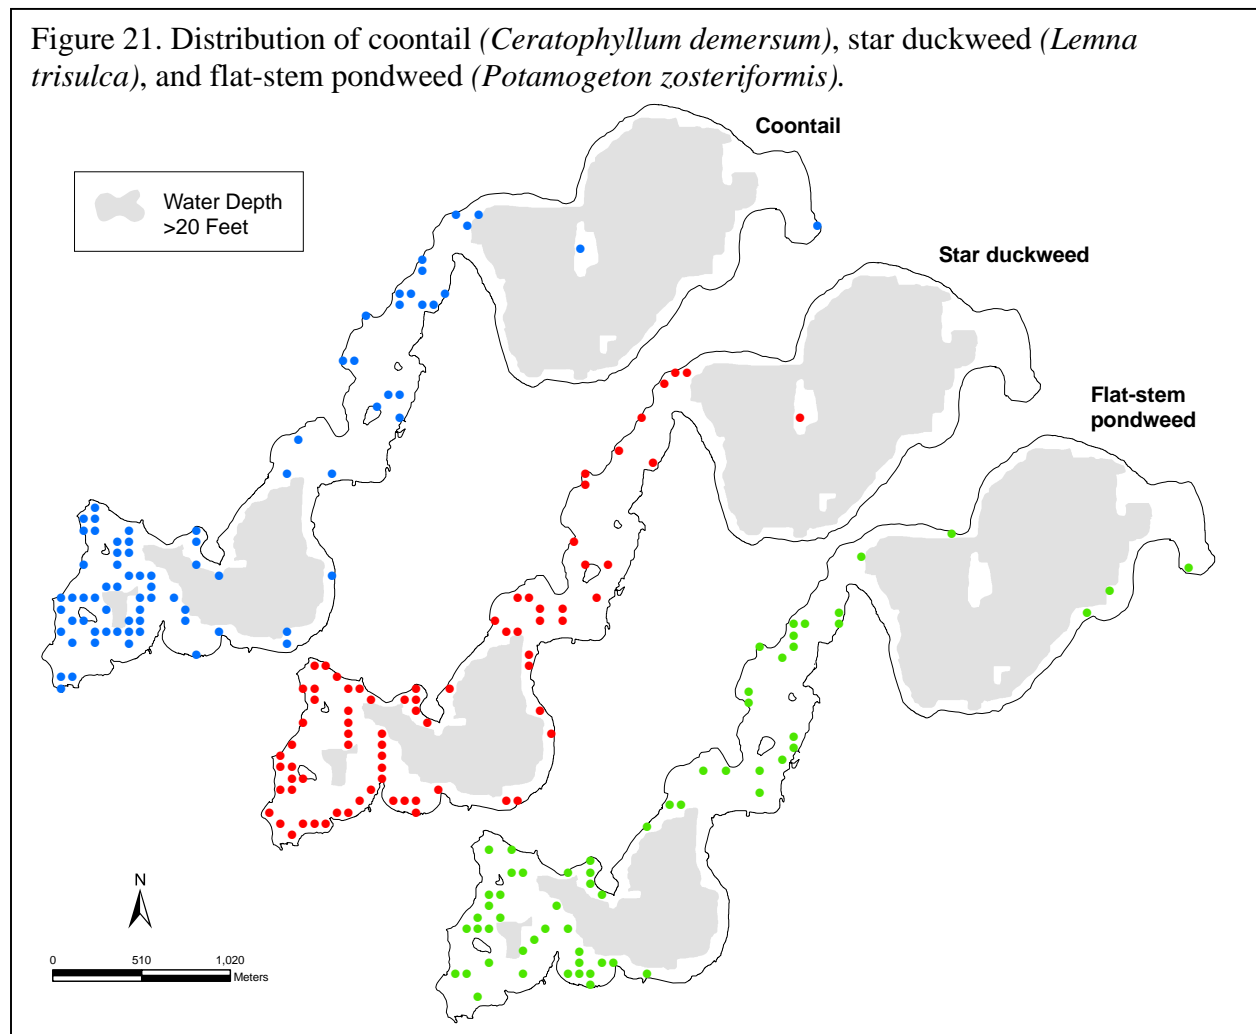 Figure 21. Distribution of coontail (Ceratophyllum demersum), star duckweed (Lemna
trisulca), and flat-stem pondweed (Potamogeton zosteriformis).
Coontail
Water Depth
>20 Feet
Star duckweed
Flat-stem
pondweed
N
0 510 1,020
Meters